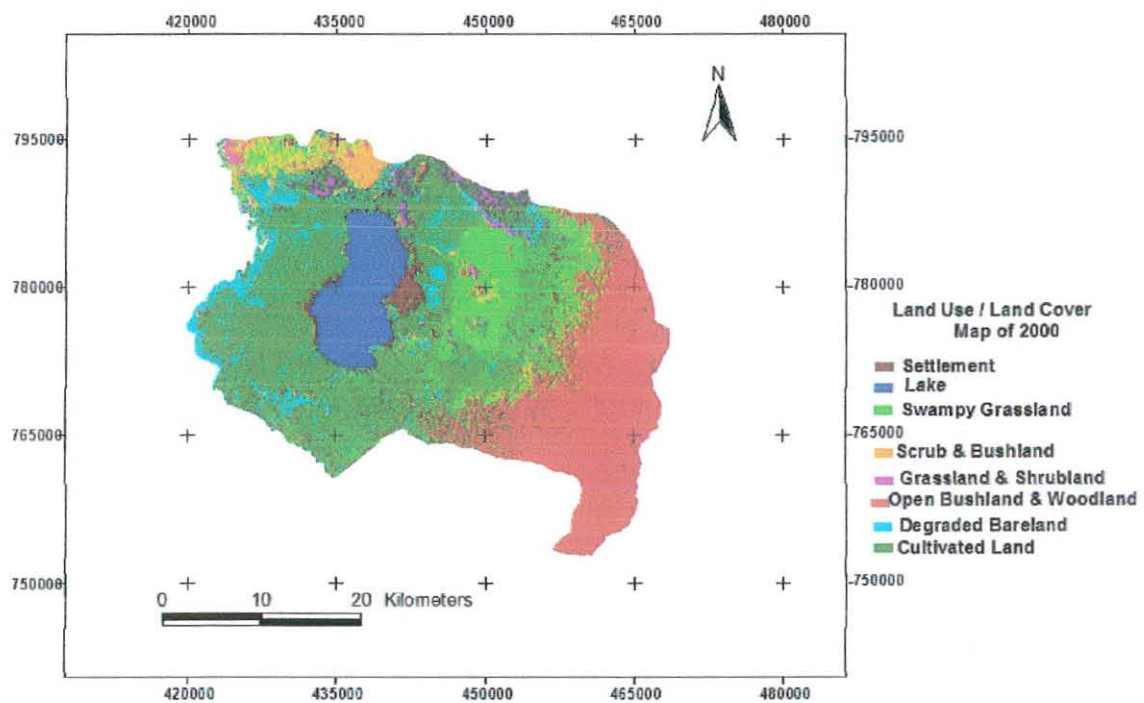 420000 435000 450000 465000 480000
N
795000 795000
780000 780000
Land Use / Land Cover
Map of 2000
Settlement
Lake
Swampy Grassland
765000 765000
Scrub & Bushland
Grassland & Shrubland
Open Bushland & Woodland
Degraded Bareland
Cultivated Land
750000 750000
0 10 20 Kilometers
420000 435000 450000 465000 480000